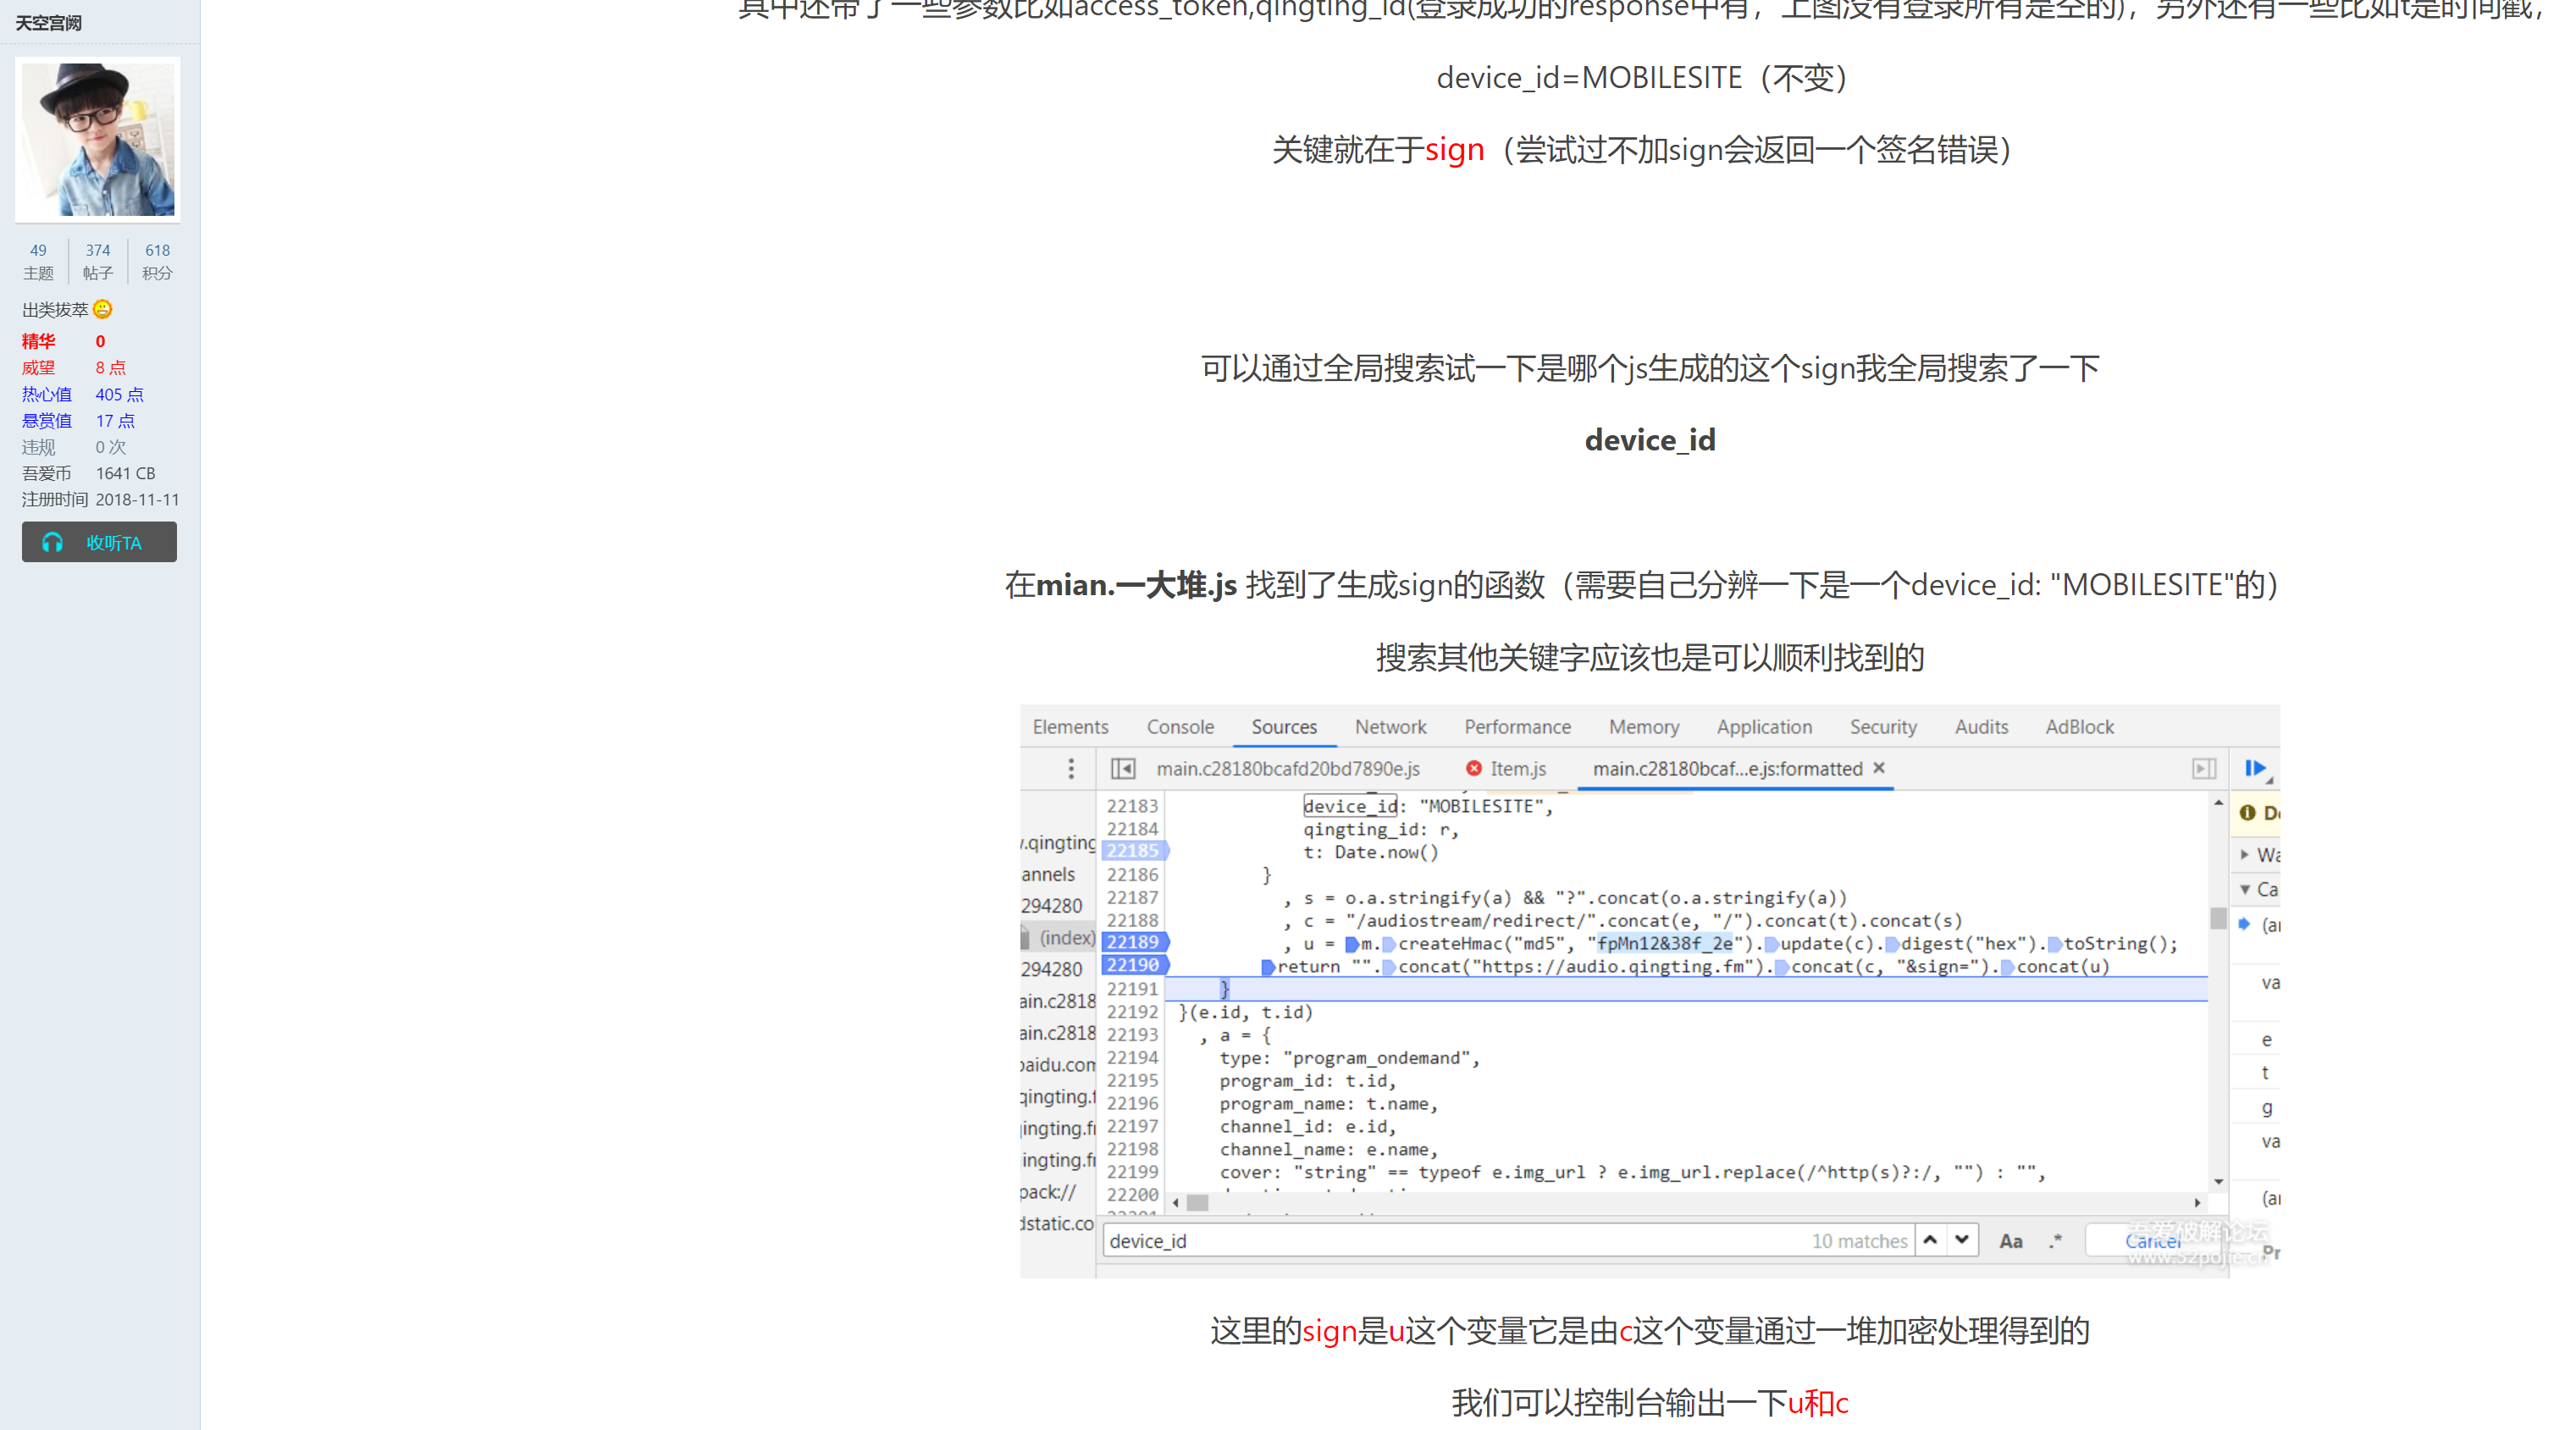 天空宫阙
49 374 618
主题 帖子 积分
出类拔萃
精华 0
威望 8 点
热心值 405 点
悬赏值 17 点
违规 0 次
吾爱币 1641 CB
注册时间 2018-11-11
收听TA
其中还带了一些参数比如access_token,qingting_id(登录成功的response中有，上图没有登录所有是空的)，另外还有一些比如t是时间戳，
device_id=MOBILESITE（不变）
关键就在于sign（尝试过不加sign会返回一个签名错误）
可以通过全局搜索试一下是哪个js生成的这个sign我全局搜索了一下
device_id
在mian.一大堆.js 找到了生成sign的函数（需要自己分辨一下是一个device_id: "MOBILESITE"的）
搜索其他关键字应该也是可以顺利找到的
Elements Console Sources Network Performance Memory Application Security Audits AdBlock
main.c28180bcafd20bd7890e.js Item.js main.c28180bcaf...e.js:formatted ×
.qingting
annels
294280
(index)
294280
ain.c2818
ain.c2818
baidu.com
qingting.f
ingting.fr
ingting.fr
pack://
dstatic.co
22183 device_id: "MOBILESITE",
22184 qingting_id: r,
22185 t: Date.now()
22186 }
22187 , s = o.a.stringify(a) && "?".concat(o.a.stringify(a))
22188 , c = "/audiostream/redirect/".concat(e, "/").concat(t).concat(s)
22189 , u = m.createHmac("md5", "fpMn12&38f_2e").update(c).digest("hex").toString();
22190 return "".concat("https://audio.qingting.fm").concat(c, "&sign=").concat(u)
22191 }
22192 }(e.id, t.id)
22193 , a = {
22194 type: "program_ondemand",
22195 program_id: t.id,
22196 program_name: t.name,
22197 channel_id: e.id,
22198 channel_name: e.name,
22199 cover: "string" == typeof e.img_url ? e.img_url.replace(/^http(s)?:/, "") : "",
22200
De
Wa
Ca
(ar
va
e
t
g
va
(ar
Pr
device_id 10 matches Aa .* Cancel
吾爱破解论坛
www.52pojie.cn
这里的sign是u这个变量它是由c这个变量通过一堆加密处理得到的
我们可以控制台输出一下u和c